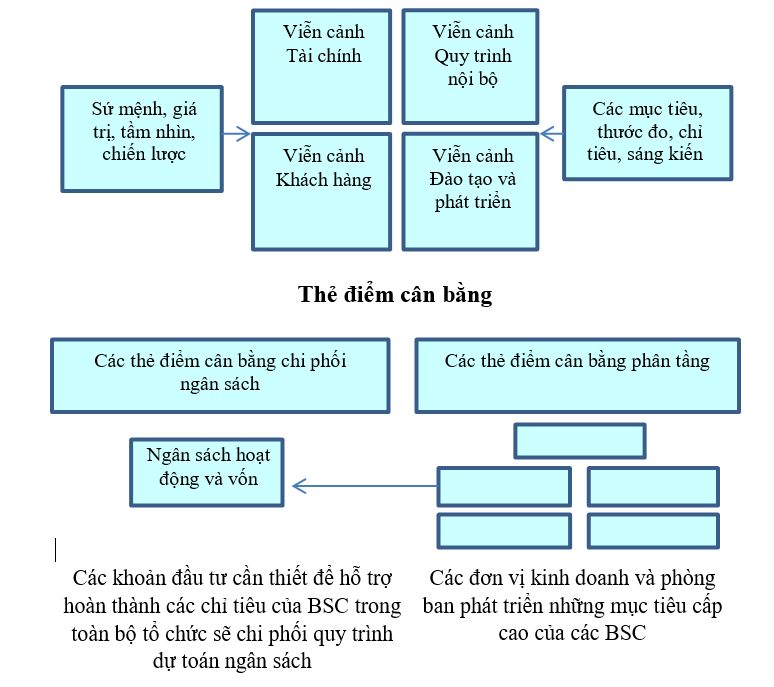 Viễn cảnh
Tài chính
Viễn cảnh
Quy trình
nội bộ
Sứ mệnh, giá
trị, tầm nhìn,
chiến lược
Các mục tiêu,
thước đo, chỉ
tiêu, sáng kiến
Viễn cảnh
Khách hàng
Viễn cảnh
Đào tạo và
phát triển
Thẻ điểm cân bằng
Các thẻ điểm cân bằng chi phối
ngân sách
Các thẻ điểm cân bằng phân tầng
Ngân sách hoạt
động và vốn
Các khoản đầu tư cần thiết để hỗ trợ
hoàn thành các chỉ tiêu của BSC trong
toàn bộ tổ chức sẽ chi phối quy trình
dự toán ngân sách
Các đơn vị kinh doanh và phòng
ban phát triển những mục tiêu cấp
cao của các BSC